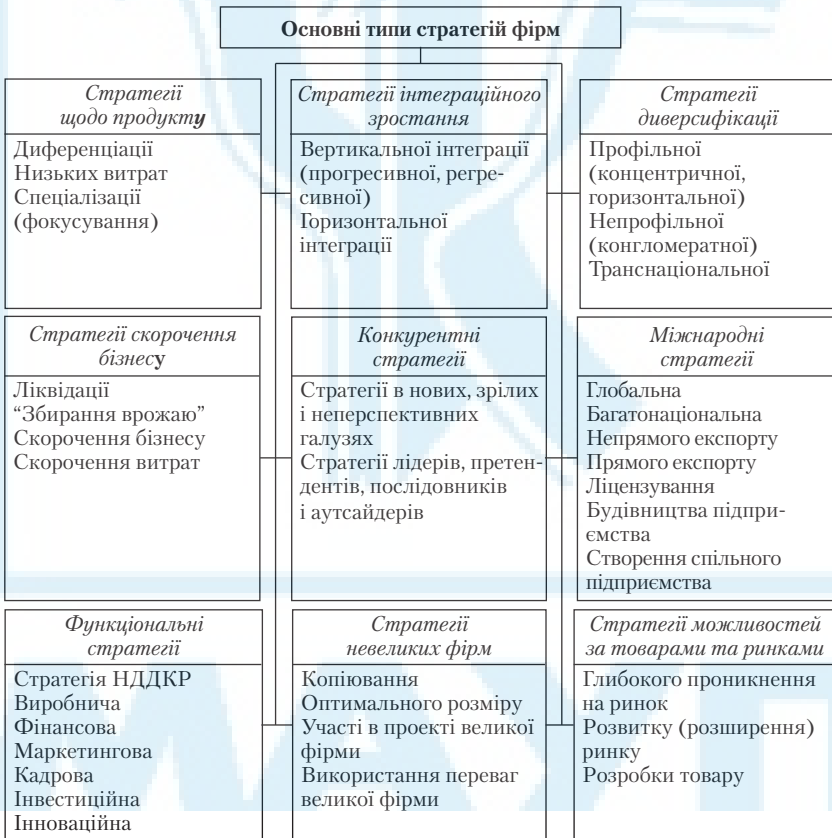 Основні типи стратегій фірм
Стратегії
щодо продукту
Диференціації
Низьких витрат
Спеціалізації
(фокусування)
Стратегії інтеграційного
зростання
Вертикальної інтеграції
(прогресивної, регре-
сивної)
Горизонтальної
інтеграції
Стратегії
диверсифікації
Профільної
(концентричної,
горизонтальної)
Непрофільної
(конгломератної)
Транснаціональної
Стратегії скорочення
бізнесу
Ліквідації
“Збирання врожаю”
Скорочення бізнесу
Скорочення витрат
Конкурентні
стратегії
Стратегії в нових, зрілих
і неперспективних
галузях
Стратегії лідерів, претен-
дентів, послідовників
і аутсайдерів
Міжнародні
стратегії
Глобальна
Багатонаціональна
Непрямого експорту
Прямого експорту
Ліцензування
Будівництва підпри-
ємства
Створення спільного
підприємства
Функціональні
стратегії
Стратегія НДДКР
Виробнича
Фінансова
Маркетингова
Кадрова
Інвестиційна
Інноваційна
Стратегії
невеликих фірм
Копіювання
Оптимального розміру
Участі в проекті великої
фірми
Використання переваг
великої фірми
Стратегії можливостей
за товарами та ринками
Глибокого проникнення
на ринок
Розвитку (розширення)
ринку
Розробки товару